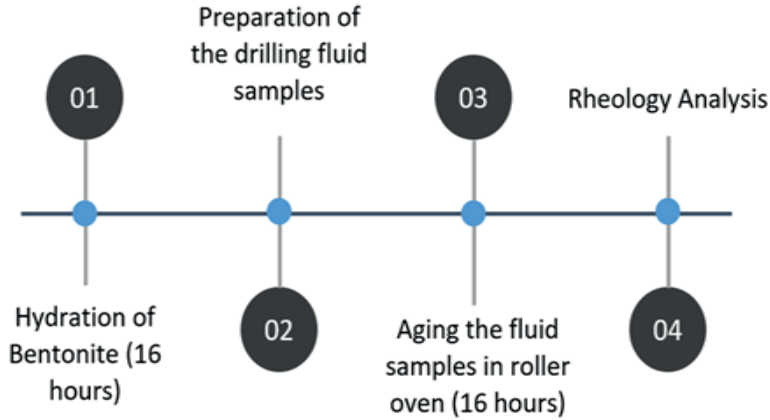 01
Hydration of
Bentonite (16
hours)
Preparation of
the drilling fluid
samples
02
03
Aging the fluid
samples in roller
oven (16 hours)
Rheology Analysis
04